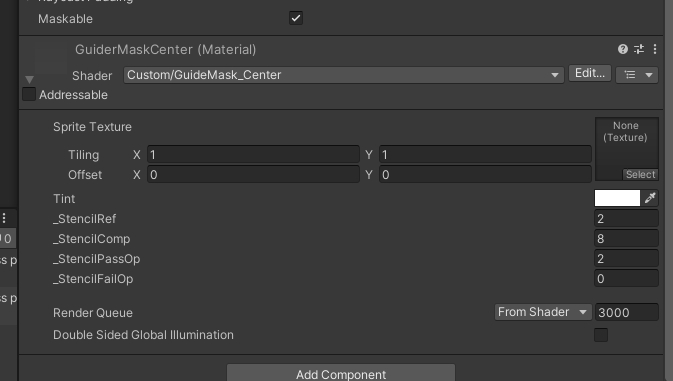 Maskable
GuiderMaskCenter (Material)
Shader Custom/GuideMask_Center Edit...
Addressable
Sprite Texture
None
(Texture)
Tiling X 1 Y 1
Offset X 0 Y 0
Select
Tint
_StencilRef 2
_StencilComp 8
_StencilPassOp 2
_StencilFailOp 0
Render Queue From Shader 3000
Double Sided Global Illumination
Add Component